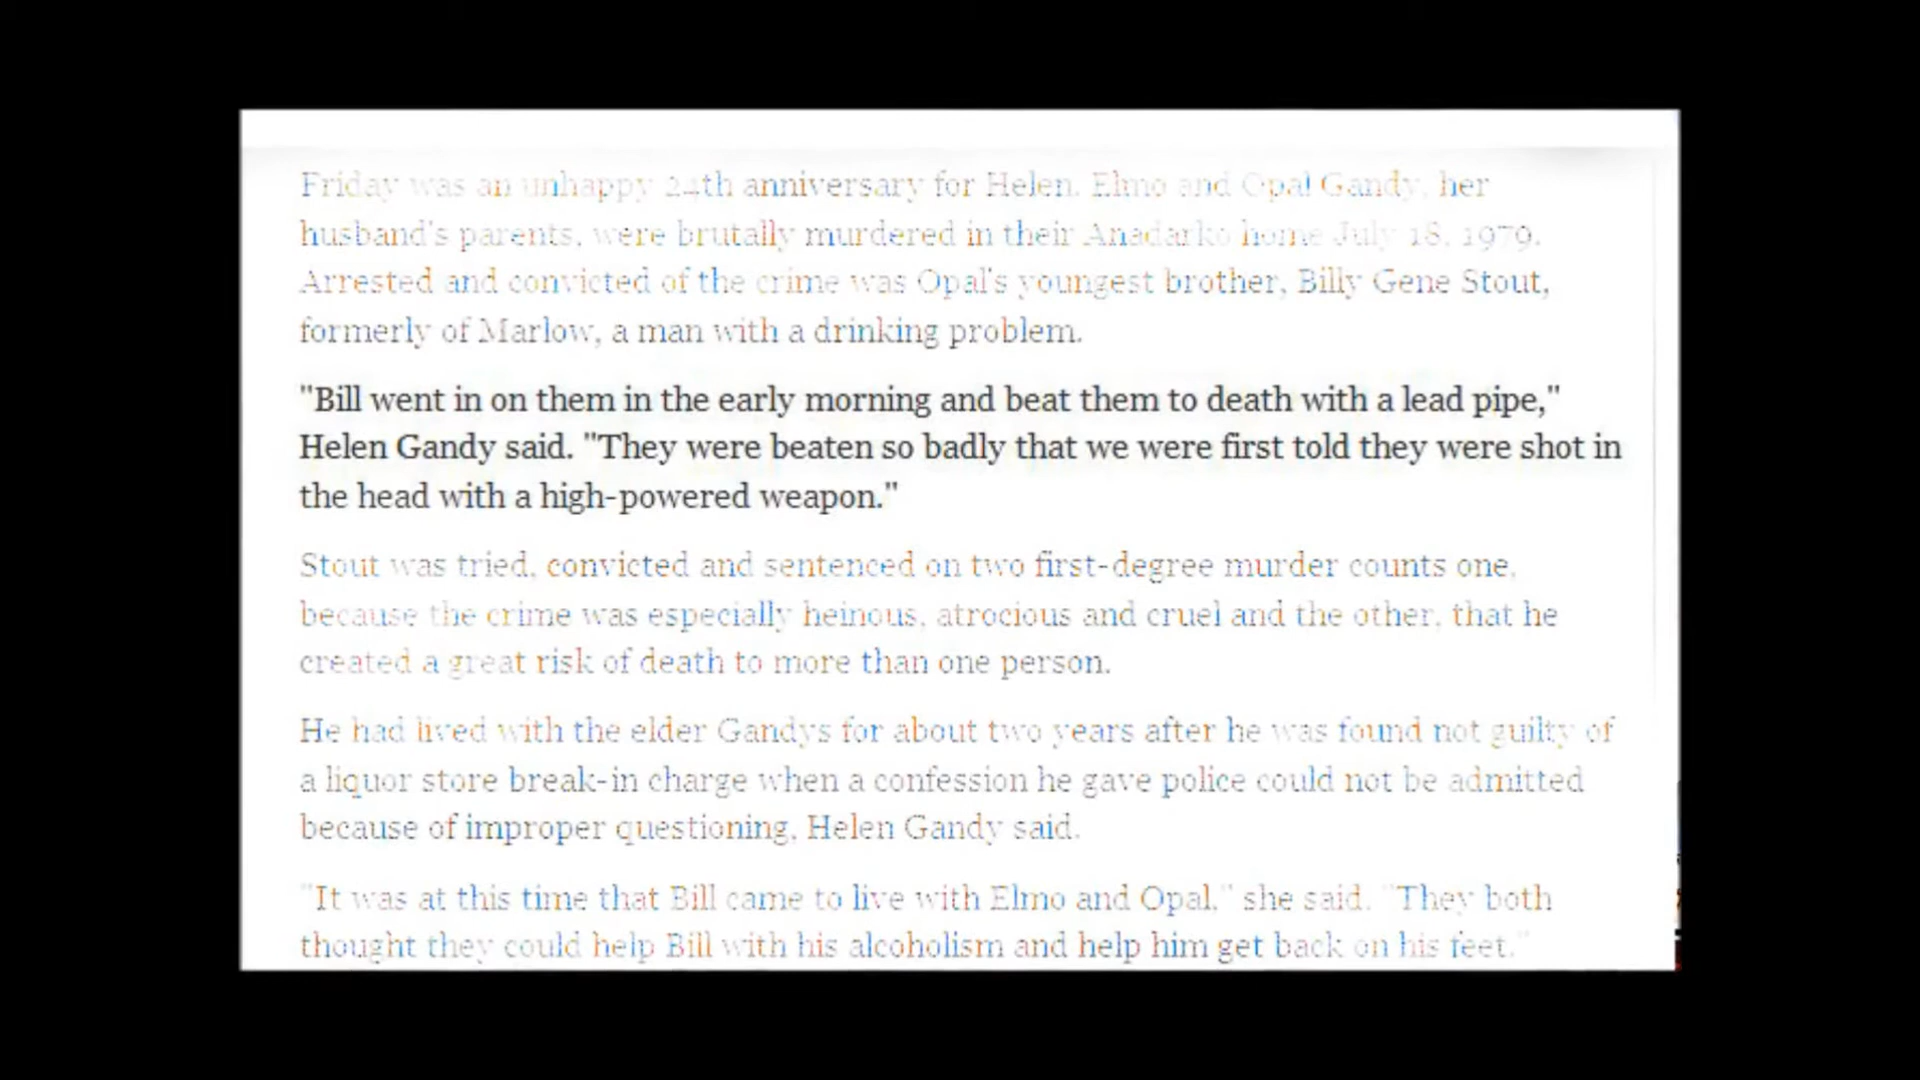 Friday was an unhappy 24th anniversary for Helen. Elmo and Opal Gandy, her
husband's parents, were brutally murdered in their Anadarko home July 18, 1979.
Arrested and convicted of the crime was Opal's youngest brother, Billy Gene Stout,
formerly of Marlow, a man with a drinking problem.
"Bill went in on them in the early morning and beat them to death with a lead pipe,"
Helen Gandy said. "They were beaten so badly that we were first told they were shot in
the head with a high-powered weapon."
Stout was tried, convicted and sentenced on two first-degree murder counts one,
because the crime was especially heinous, atrocious and cruel and the other, that he
created a great risk of death to more than one person.
He had lived with the elder Gandys for about two years after he was found not guilty of
a liquor store break-in charge when a confession he gave police could not be admitted
because of improper questioning, Helen Gandy said.
"It was at this time that Bill came to live with Elmo and Opal," she said. "They both
thought they could help Bill with his alcoholism and help him get back on his feet."